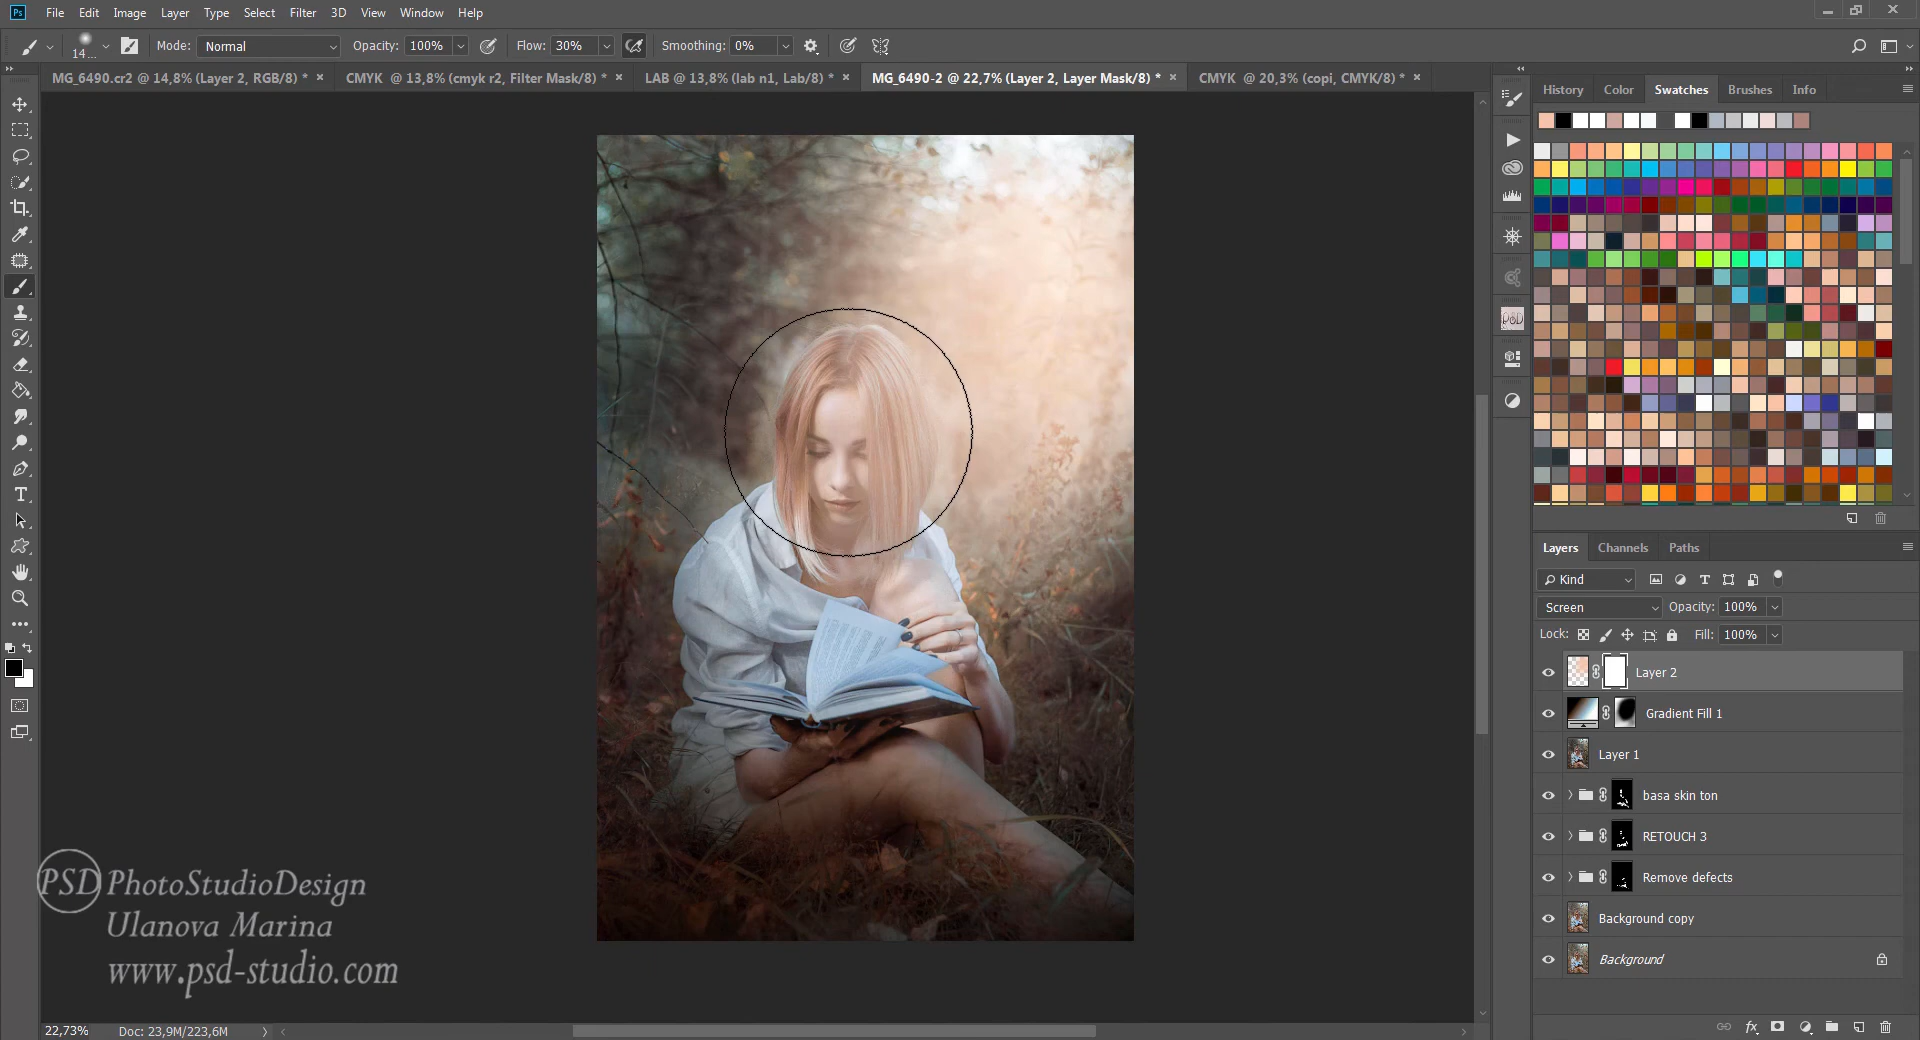 Ps File Edit Image Layer Type Select Filter 3D View Window Help
14... Mode: Normal Opacity: 100% Flow: 30% Smoothing: 0%
MG_6490.cr2 @ 14,8% (Layer 2, RGB/8) * × CMYK @ 13,8% (cmyk r2, Filter Mask/8) * × LAB @ 13,8% (lab n1, Lab/8) * × MG_6490-2 @ 22,7% (Layer 2, Layer Mask/8) * × CMYK @ 20,3% (copi, CMYK/8) * ×
History Color Swatches Brushes Info
PSD
Layers Channels Paths
Kind
Screen Opacity: 100%
Lock: Fill: 100%
Layer 2
Gradient Fill 1
Layer 1
basa skin ton
RETOUCH 3
Remove defects
Background copy
Background
PSD PhotoStudioDesign
Ulanova Marina
www.psd-studio.com
22,73% Doc: 23,9M/223,6M